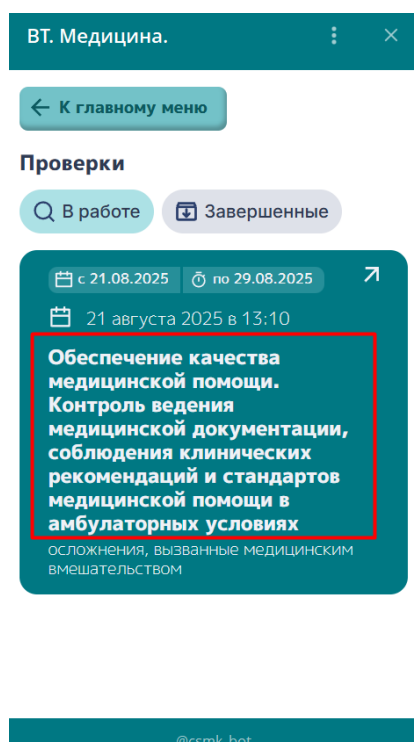 ВТ. Медицина.
К главному меню
Проверки
В работе
Завершенные
с 21.08.2025
по 29.08.2025
21 августа 2025 в 13:10
Обеспечение качества
медицинской помощи.
Контроль ведения
медицинской документации,
соблюдения клинических
рекомендаций и стандартов
медицинской помощи в
амбулаторных условиях
осложнения, вызванные медицинским
вмешательством
@csmk_bot